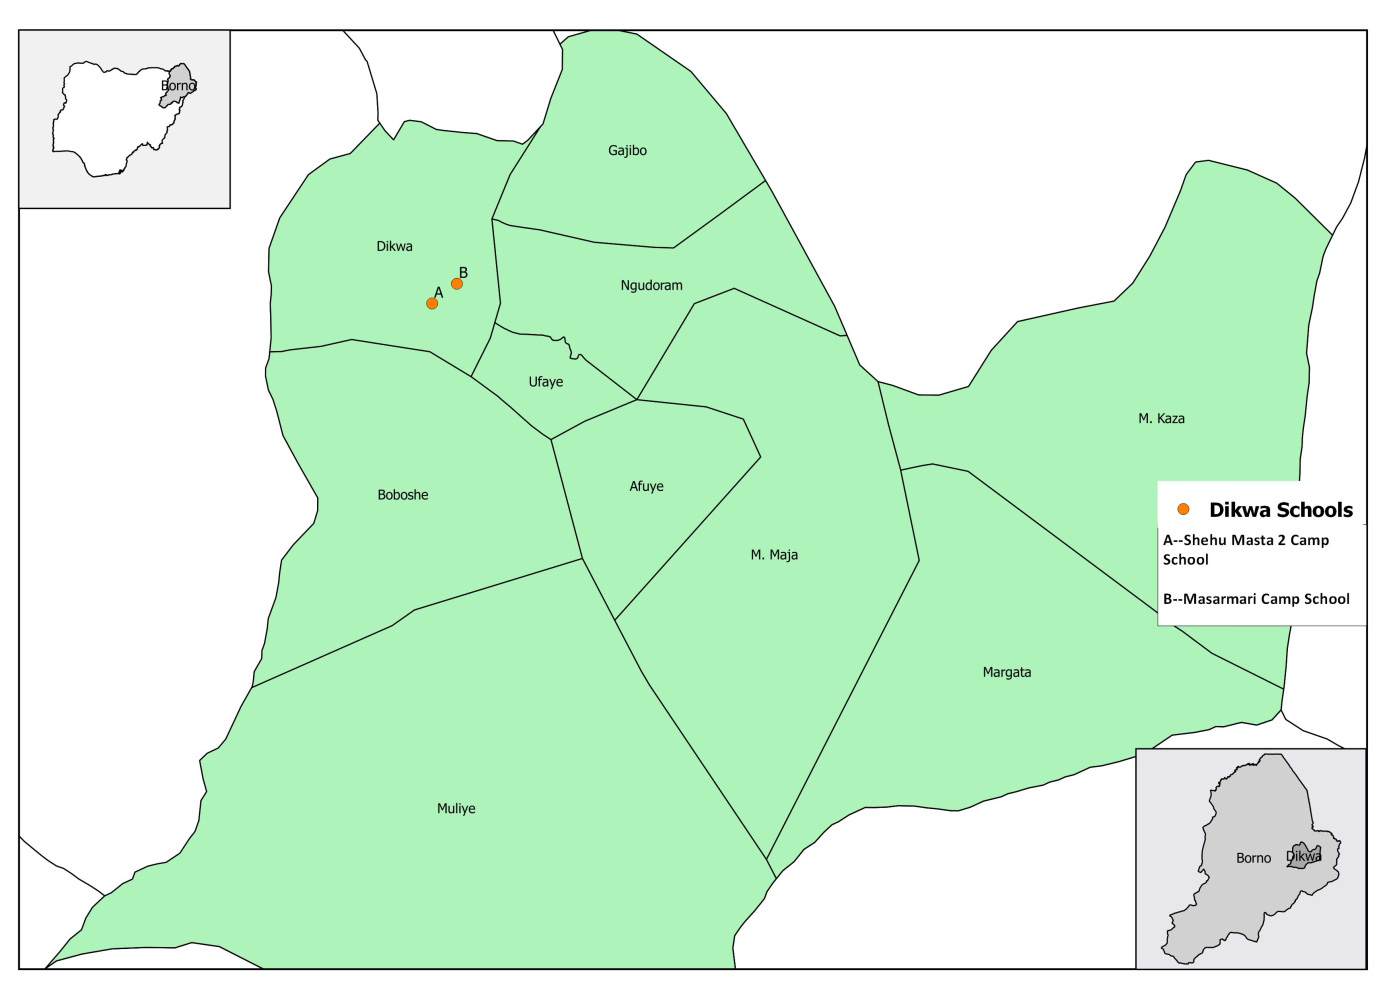 Borno
Gajibo
Dikwa
B
A
Ngudoram
Ufaye
M. Kaza
Boboshe
Afuye
Dikwa Schools
A--Shehu Masta 2 Camp
School
B--Masarmari Camp School
M. Maja
Margata
Muliye
Borno
Dikwa